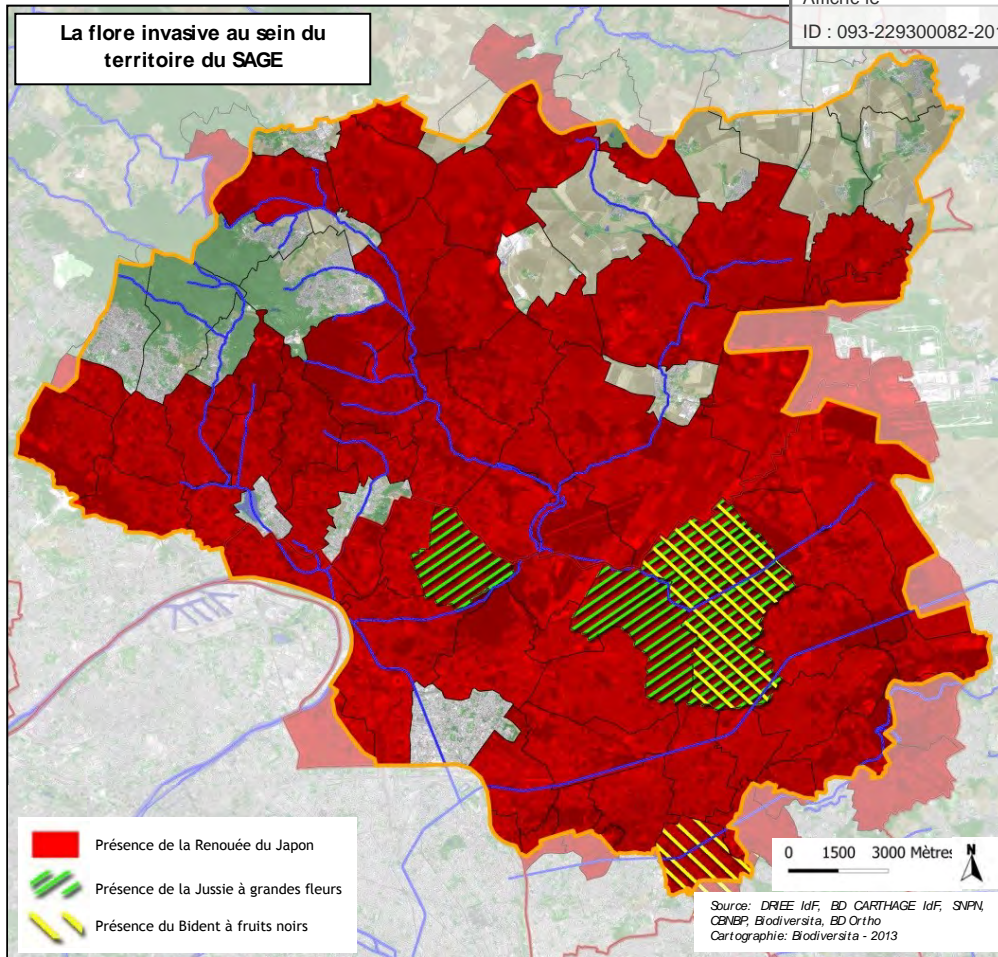 Affiché le
ID : 093-229300082-201
La flore invasive au sein du
territoire du SAGE
Présence de la Renouée du Japon
Présence de la Jussie à grandes fleurs
Présence du Bident à fruits noirs
0 1500 3000 Mètres N
Source: DRIEE IdF, BD CARTHAGE IdF, SNPN,
CBNBP, Biodiversita, BD Ortho
Cartographie: Biodiversita - 2013